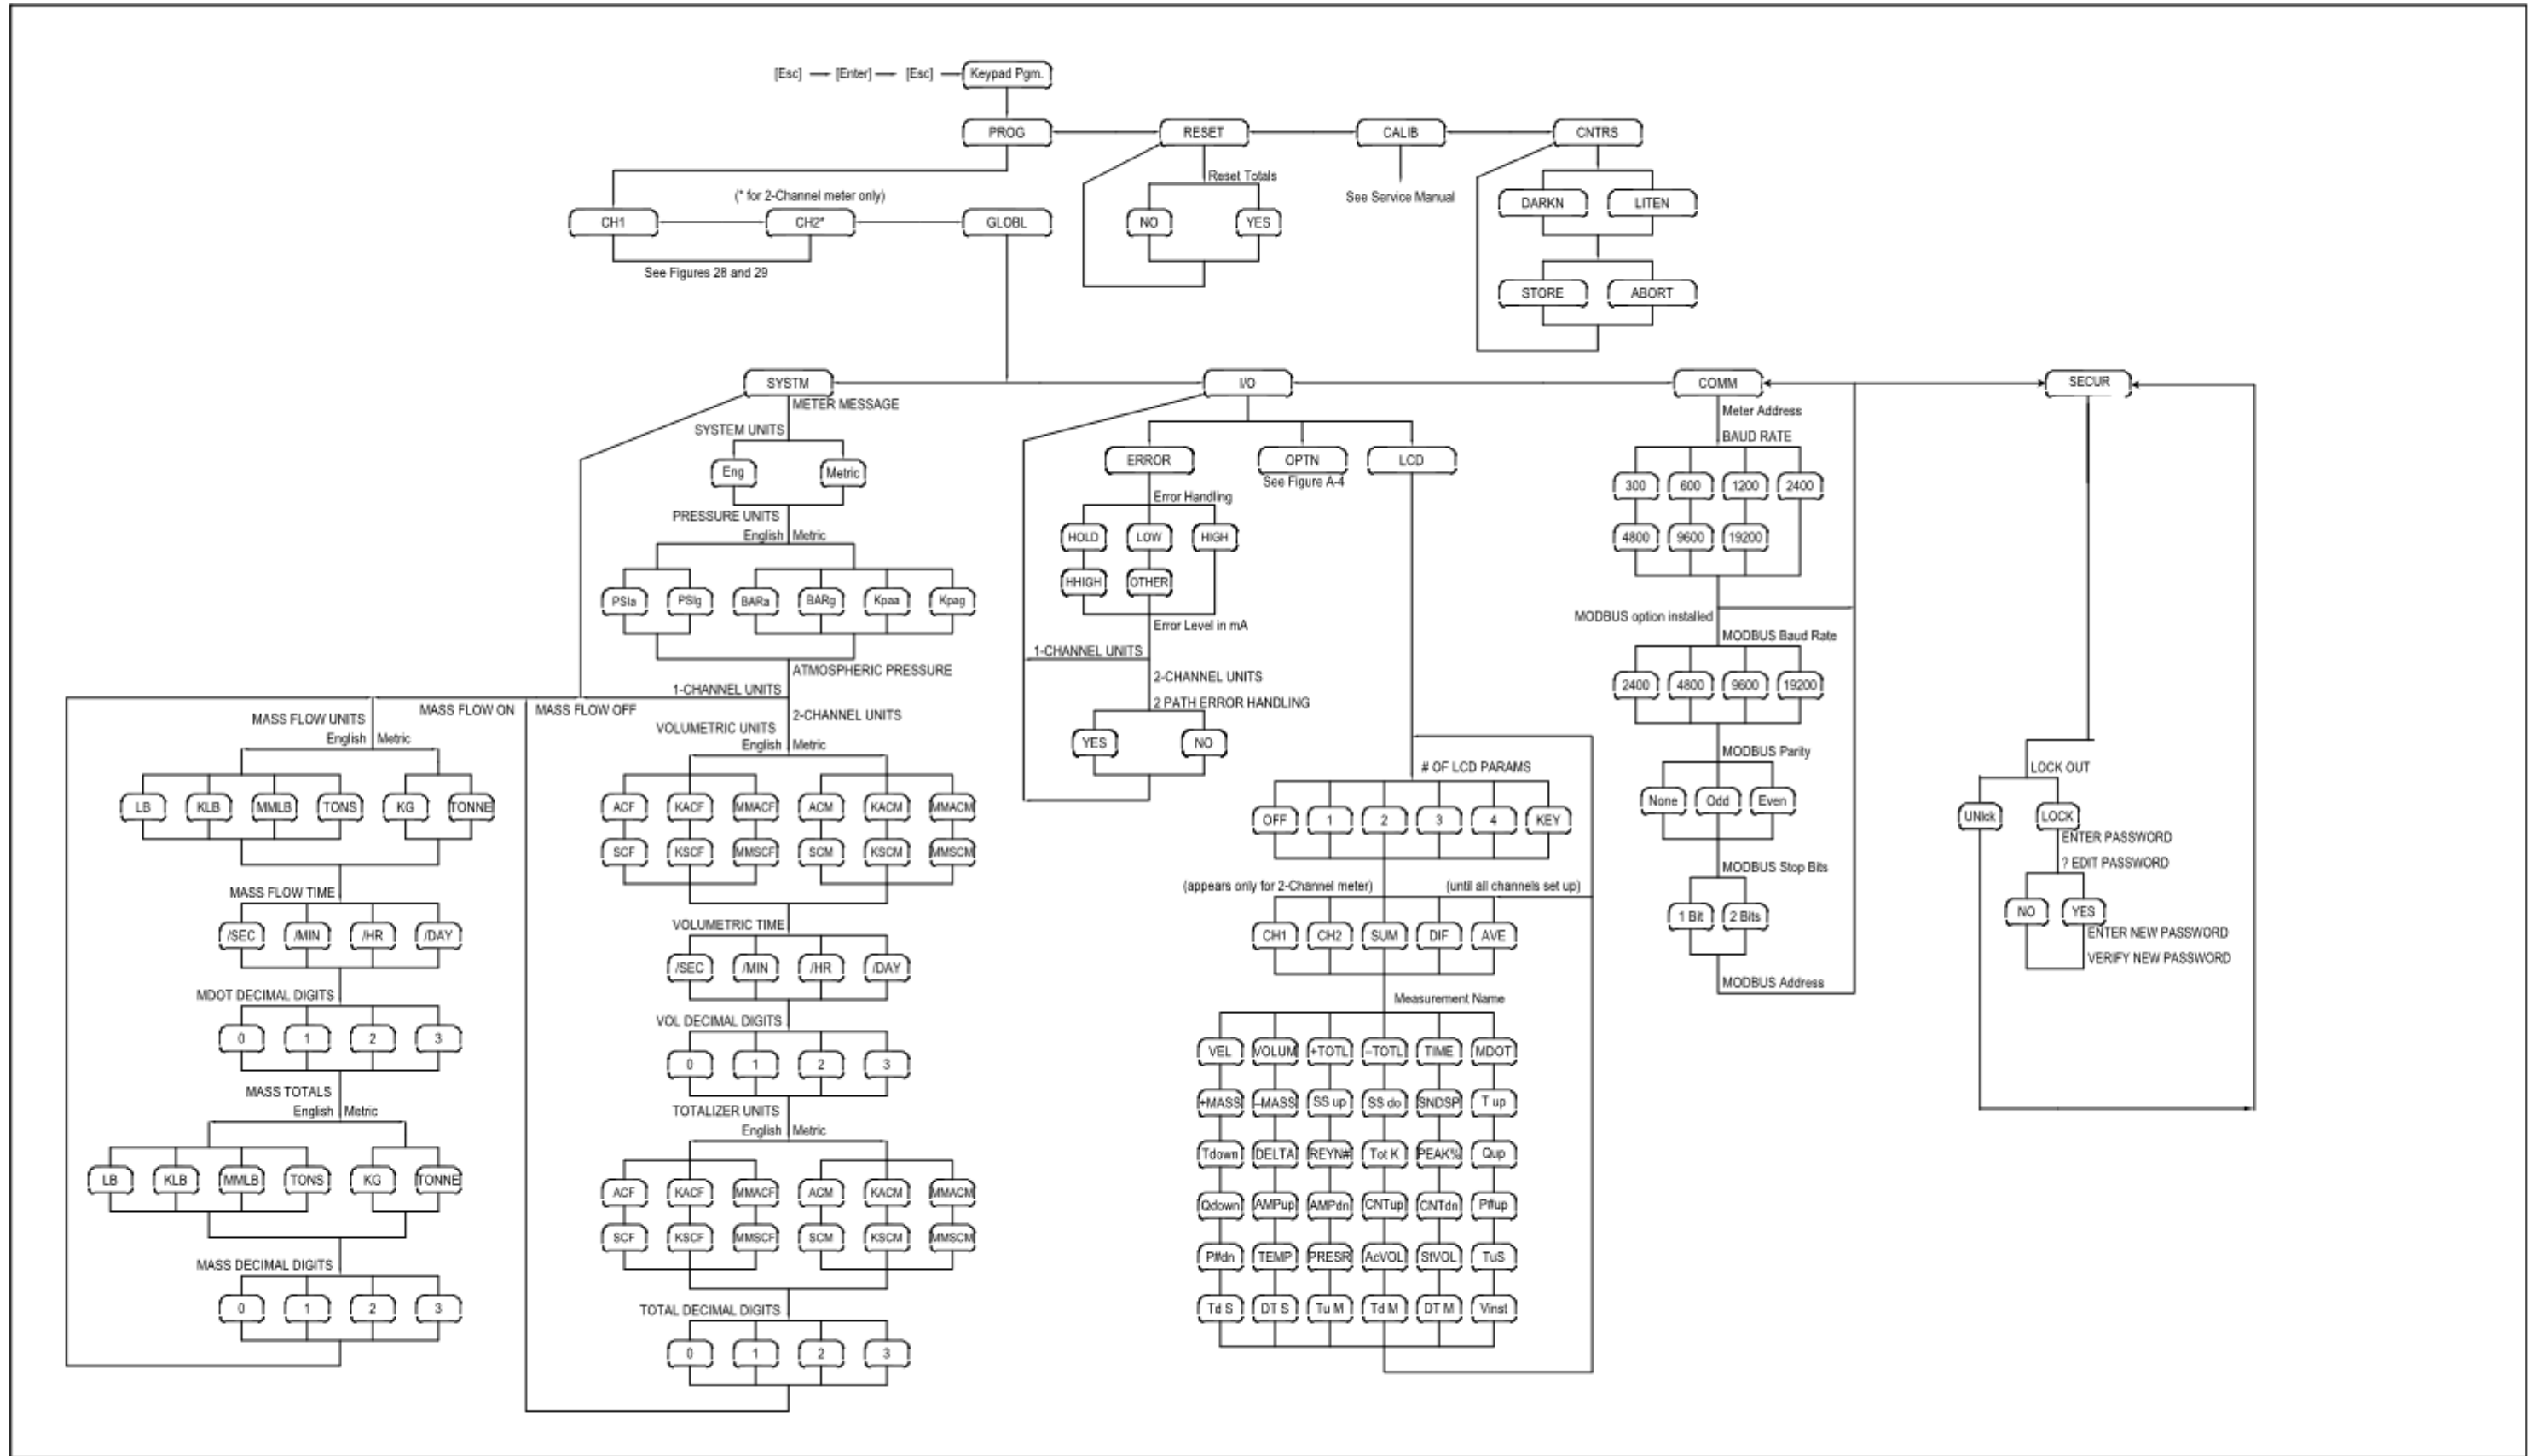 [Esc] [Enter] [Esc] Keypad Pgm.
PROG RESET CALIB CNTRS
Reset Totals
(* for 2-Channel meter only)
See Service Manual
DARKN LITEN
CH1 CH2* GLOBL
NO YES
See Figures 28 and 29
STORE ABORT
SYSTM I/O COMM SECUR
METER MESSAGE
SYSTEM UNITS
Eng Metric
PRESSURE UNITS
English Metric
PSIa PSIg BARa BARg Kpaa Kpag
ATMOSPHERIC PRESSURE
1-CHANNEL UNITS
MASS FLOW ON MASS FLOW OFF
2-CHANNEL UNITS
MASS FLOW UNITS
English Metric
LB KLB MMLB TONS KG TONNE
MASS FLOW TIME
/SEC /MIN /HR /DAY
MDOT DECIMAL DIGITS
0 1 2 3
MASS TOTALS
English Metric
LB KLB MMLB TONS KG TONNE
MASS DECIMAL DIGITS
0 1 2 3
VOLUMETRIC UNITS
English Metric
ACF KACF MMACF ACM KACM MMACM
SCF KSCF MMSCF SCM KSCM MMSCM
VOLUMETRIC TIME
/SEC /MIN /HR /DAY
VOL DECIMAL DIGITS
0 1 2 3
TOTALIZER UNITS
English Metric
ACF KACF MMACF ACM KACM MMACM
SCF KSCF MMSCF SCM KSCM MMSCM
TOTAL DECIMAL DIGITS
0 1 2 3
ERROR OPTN LCD
See Figure A-4
Error Handling
HOLD LOW HIGH
HHIGH OTHER
Error Level in mA
1-CHANNEL UNITS
2-CHANNEL UNITS
2 PATH ERROR HANDLING
YES NO
# OF LCD PARAMS
OFF 1 2 3 4 KEY
(appears only for 2-Channel meter) (until all channels set up)
CH1 CH2 SUM DIF AVE
Measurement Name
VEL VOLUM +TOTL –TOTL TIME MDOT
+MASS –MASS SS up SS do SNDSP T up
Tdown DELTA REYN# Tot K PEAK% Qup
Qdown AMPup AMPdn CNTup CNTdn P#up
P#dn TEMP PRESR AcVOL StVOL TuS
Td S DT S Tu M Td M DT M Vinst
Meter Address
BAUD RATE
300 600 1200 2400
4800 9600 19200
MODBUS option installed
MODBUS Baud Rate
2400 4800 9600 19200
MODBUS Parity
None Odd Even
MODBUS Stop Bits
1 Bit 2 Bits
MODBUS Address
LOCK OUT
UNlck LOCK
ENTER PASSWORD
? EDIT PASSWORD
NO YES
ENTER NEW PASSWORD
VERIFY NEW PASSWORD